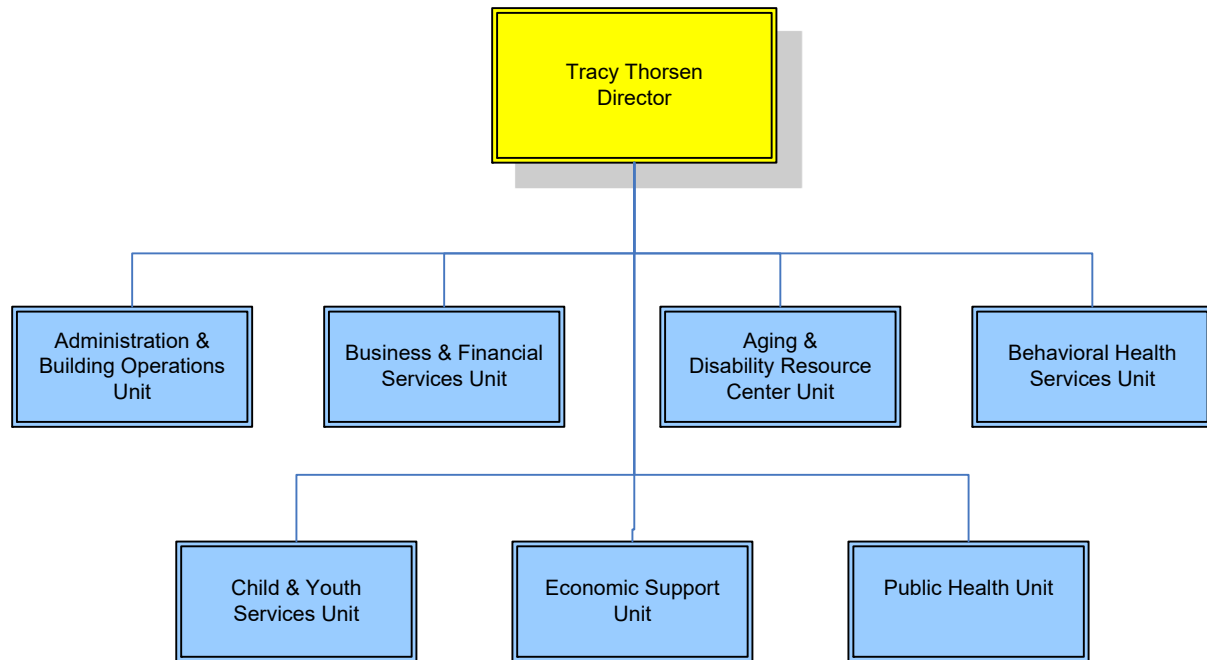 Tracy Thorsen
Director
Administration &
Building Operations
Unit
Business & Financial
Services Unit
Aging &
Disability Resource
Center Unit
Behavioral Health
Services Unit
Child & Youth
Services Unit
Economic Support
Unit
Public Health Unit